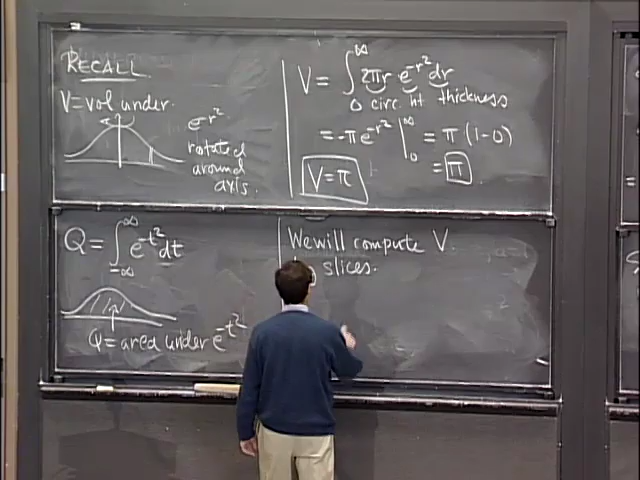 RECALL
V = vol under
e^{-r^2}
rotated
around
axis.
V = ∫_0^∞ 2πr e^{-r^2} dr
circ ht thickness
= -πe^{-r^2} |_0^∞ = π(1-0)
= π
V = π
Q = ∫_{-∞}^∞ e^{-t^2} dt
Q = area under e^{-t^2}
We will compute V
slices.